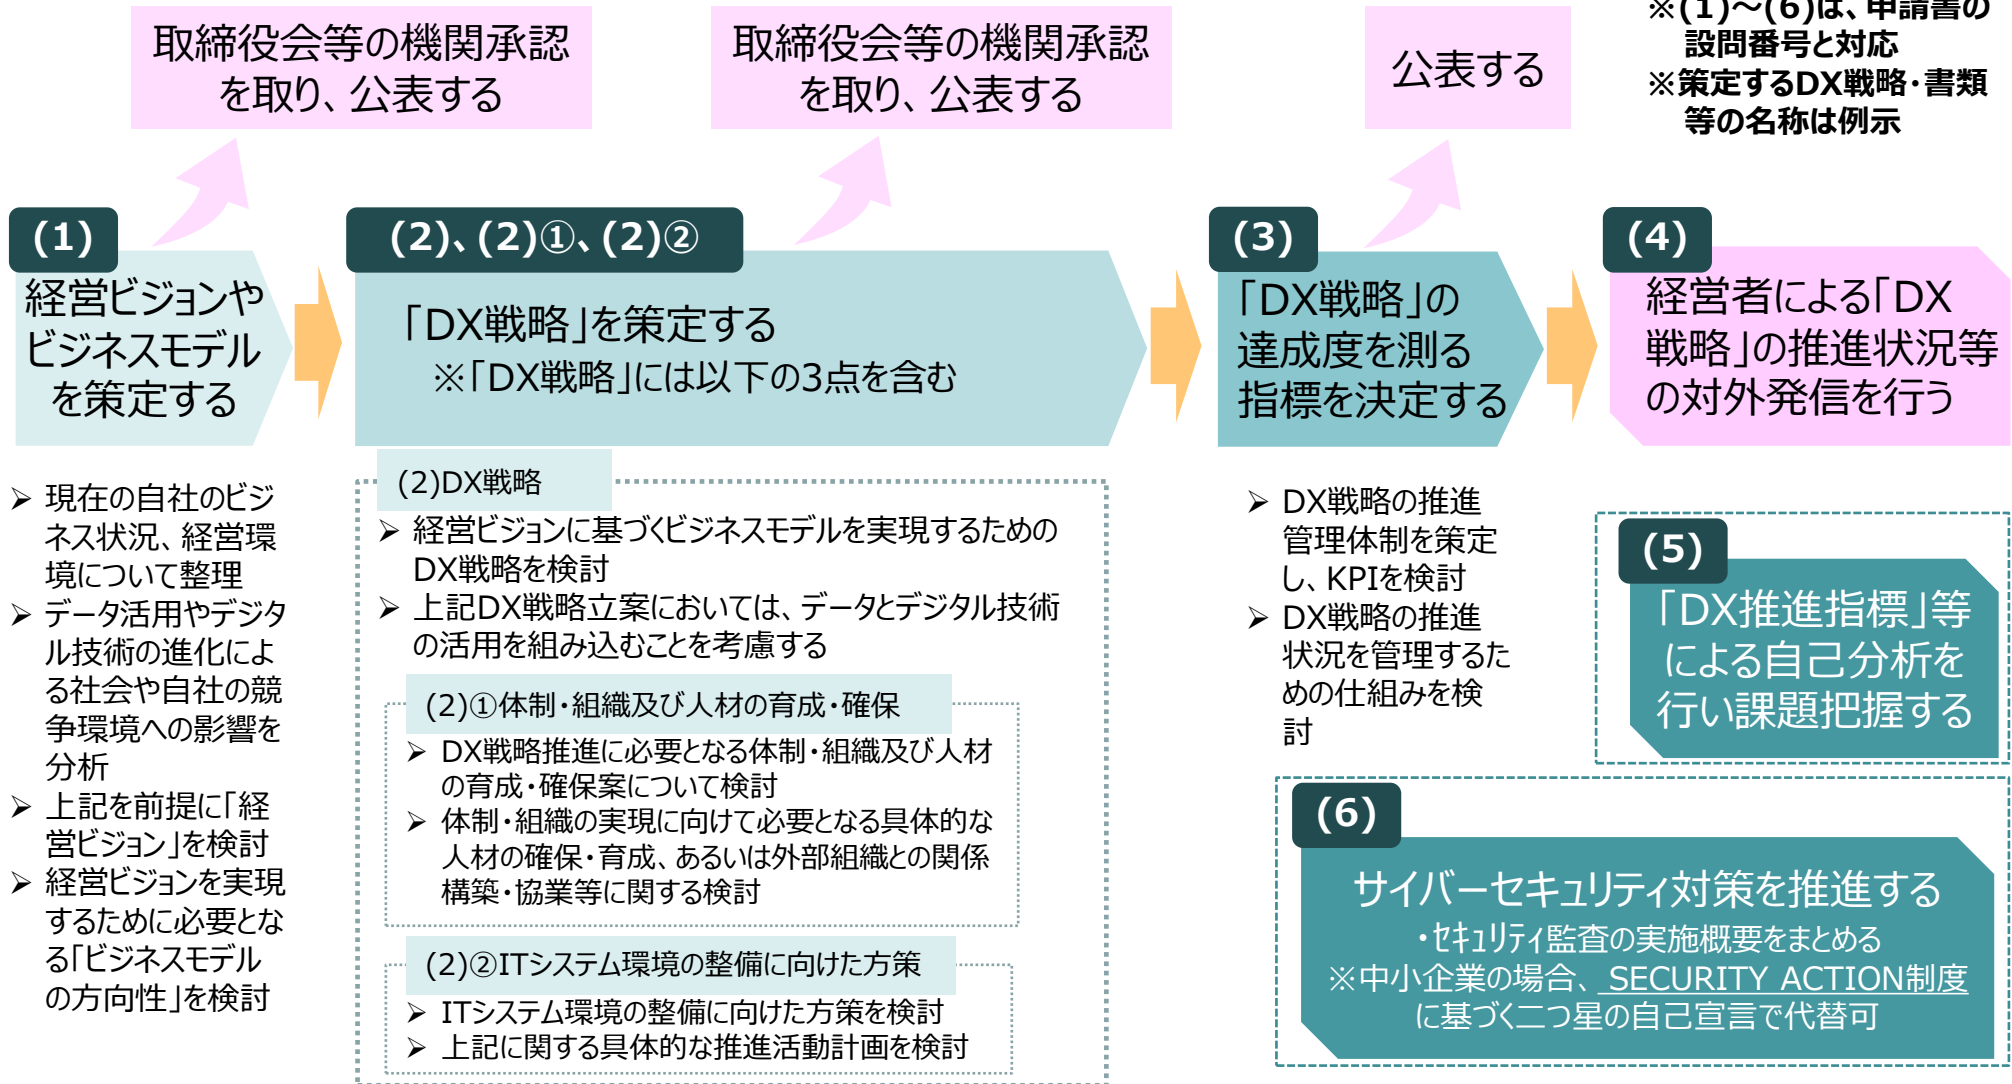 取締役会等の機関承認
を取り、公表する
取締役会等の機関承認
を取り、公表する
公表する
※(1)～(6)は、申請書の
設問番号と対応
※策定するDX戦略・書類
等の名称は例示
(1)
経営ビジョンや
ビジネスモデル
を策定する
(2)、(2)①、(2)②
「DX戦略」を策定する
※「DX戦略」には以下の3点を含む
(3)
「DX戦略」の
達成度を測る
指標を決定する
(4)
経営者による「DX
戦略」の推進状況等
の対外発信を行う
➢ 現在の自社のビジ
ネス状況、経営環
境について整理
➢ データ活用やデジタ
ル技術の進化によ
る社会や自社の競
争環境への影響を
分析
➢ 上記を前提に「経
営ビジョン」を検討
➢ 経営ビジョンを実現
するために必要とな
る「ビジネスモデル
の方向性」を検討
(2)DX戦略
➢ 経営ビジョンに基づくビジネスモデルを実現するための
DX戦略を検討
➢ 上記DX戦略立案においては、データとデジタル技術
の活用を組み込むことを考慮する
(2)①体制・組織及び人材の育成・確保
➢ DX戦略推進に必要となる体制・組織及び人材
の育成・確保案について検討
➢ 体制・組織の実現に向けて必要となる具体的な
人材の確保・育成、あるいは外部組織との関係
構築・協業等に関する検討
(2)②ITシステム環境の整備に向けた方策
➢ ITシステム環境の整備に向けた方策を検討
➢ 上記に関する具体的な推進活動計画を検討
➢ DX戦略の推進
管理体制を策定
し、KPIを検討
➢ DX戦略の推進
状況を管理するた
めの仕組みを検
討
(5)
「DX推進指標」等
による自己分析を
行い課題把握する
(6)
サイバーセキュリティ対策を推進する
・セキュリティ監査の実施概要をまとめる
※中小企業の場合、SECURITY ACTION制度
に基づく二つ星の自己宣言で代替可